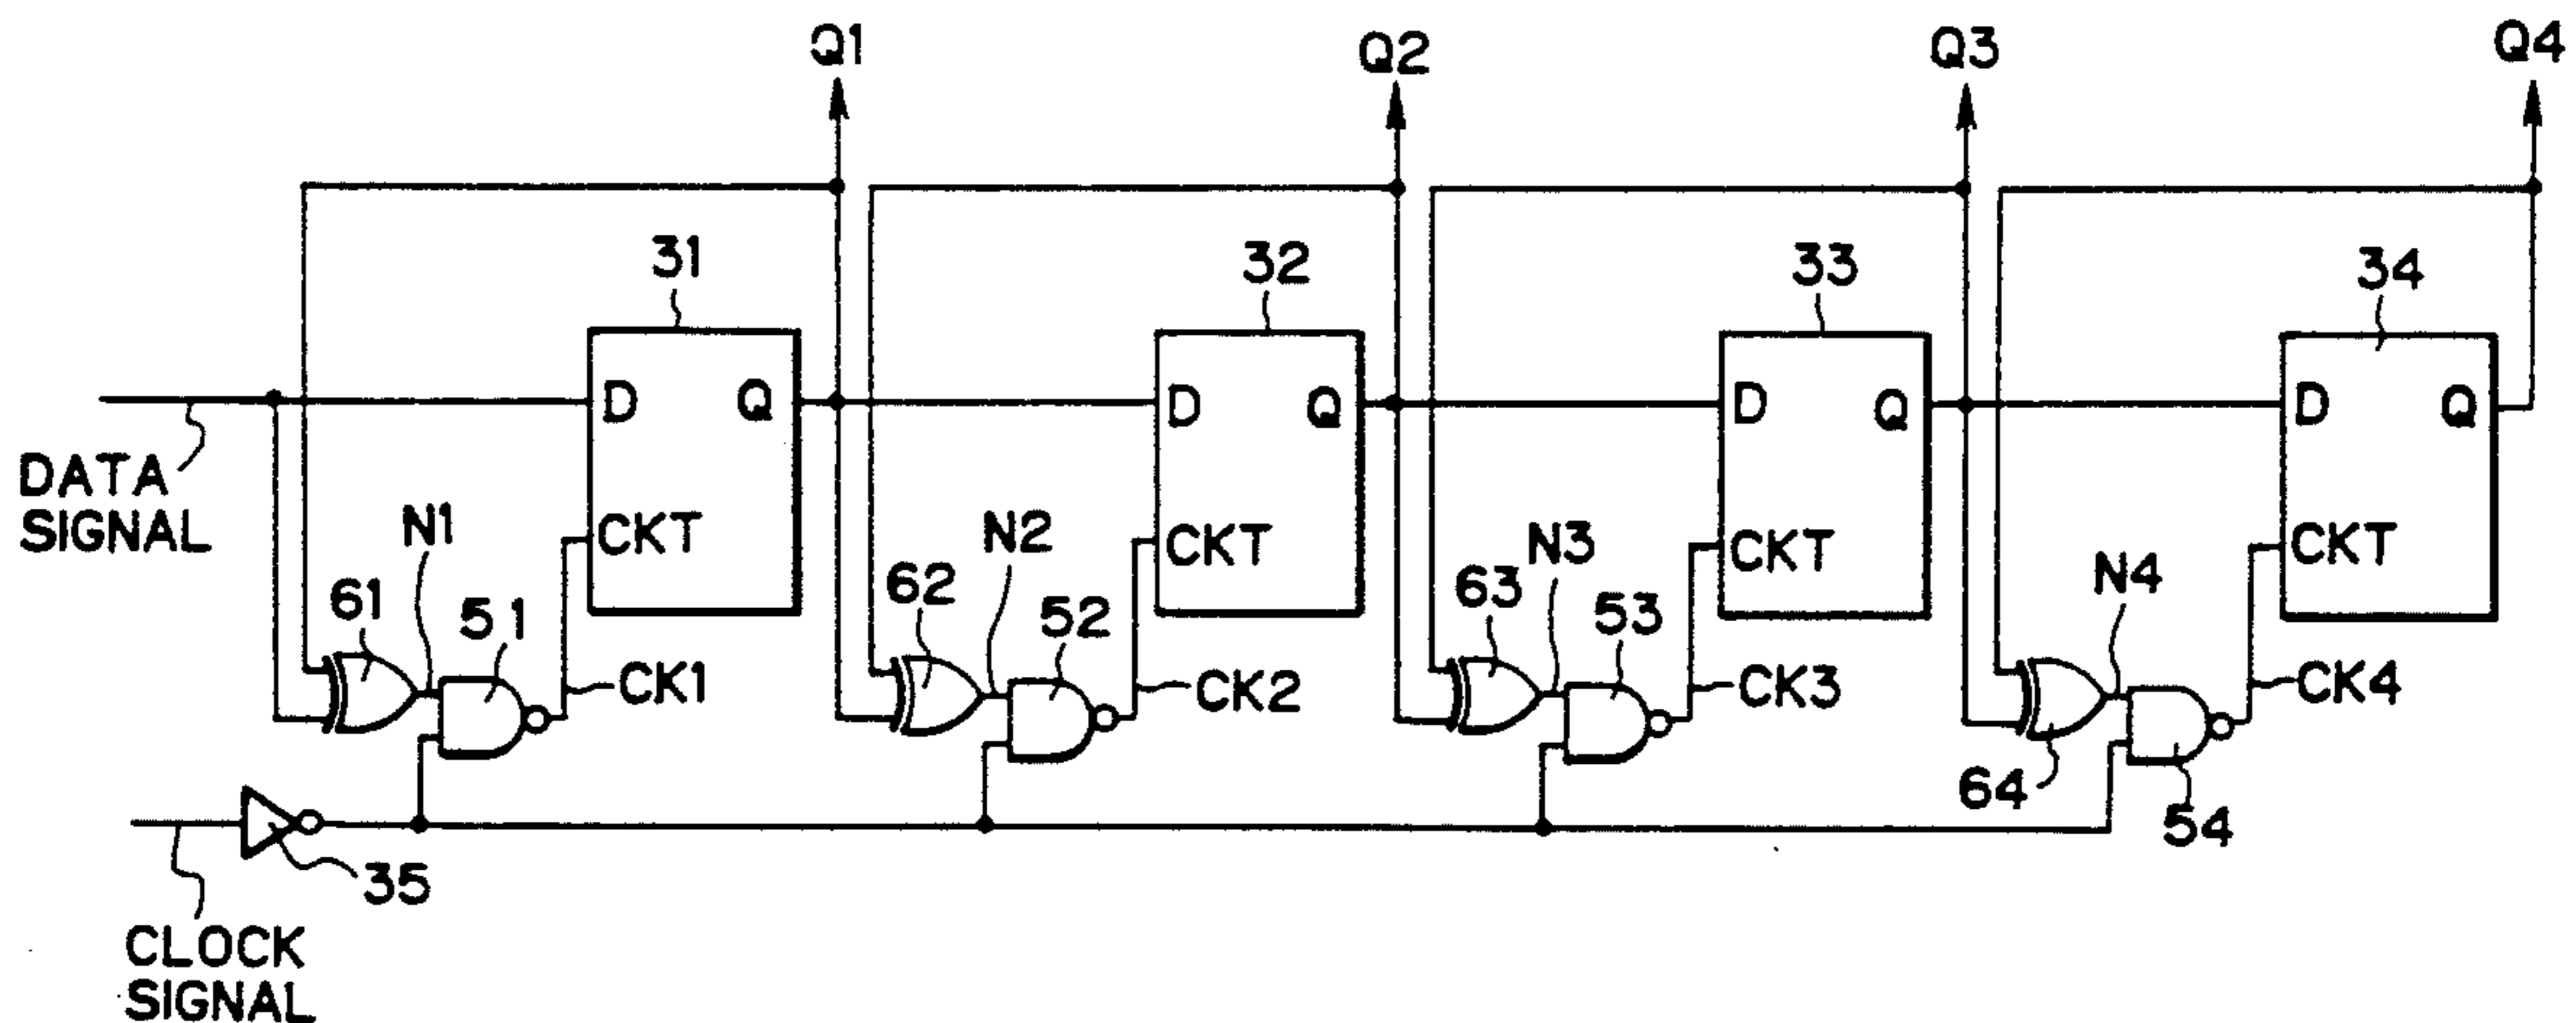 Q1 Q2 Q3 Q4
31 32 33 34
D Q D Q D Q D Q
DATA
SIGNAL
CKT CKT CKT CKT
N1 N2 N3 N4
61 51 62 52 63 53
CK1 CK2 CK3 CK4
64 54
35
CLOCK
SIGNAL